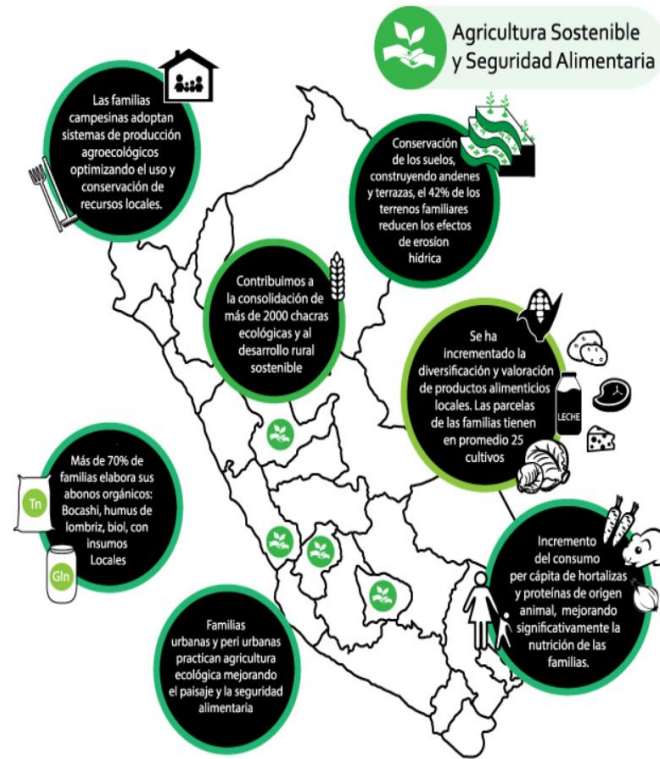 Agricultura Sostenible
y Seguridad Alimentaria
Las familias
campesinas adoptan
sistemas de producción
agroecológicos
optimizando el uso y
conservación de
recursos locales.
Conservación
de los suelos,
construyendo andenes
y terrazas, el 42% de los
terrenos familiares
reducen los efectos
de erosíon
hídrica
Contribuimos a
la consolidación de
más de 2000 chacras
ecológicas y al
desarrollo rural
sostenible
Se ha
incrementado la
diversificación y valoración
de productos alimenticios
locales. Las parcelas
de las familias tienen
en promedio 25
cultivos
LECHE
Más de 70% de
familias elabora sus
abonos orgánicos:
Bocashi, humus de
lombriz, biol, con
insumos
Locales
Tn
Gln
Incremento
del consumo
per cápita de hortalizas
y proteínas de origen
animal, mejorando
significativamente la
nutrición de las
familias.
Familias
urbanas y peri urbanas
practican agricultura
ecológica mejorando
el paisaje y la seguridad
alimentaria